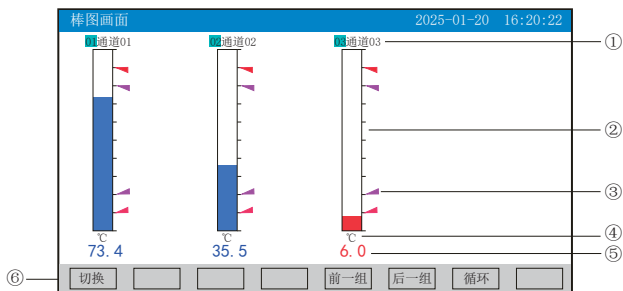 棒图画面 2025-01-20 16:20:22
01通道01 02通道02 03通道03 ①
②
③
℃ ℃ ℃ ④
73.4 35.5 6.0 ⑤
⑥ 切换 前一组 后一组 循环